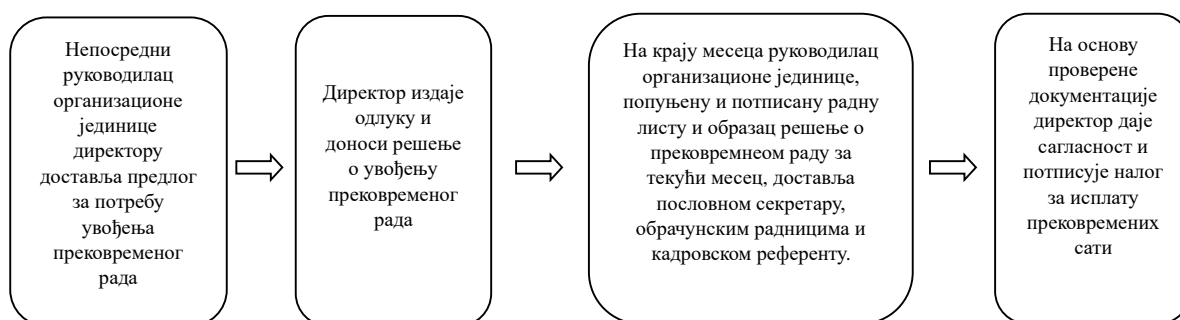 Непосредни
руководилац
организационе
јединице
директору
доставља предлог
за потребу
увођења
прековременог
рада
Директор издаје
одлуку и
доноси решење
о увођењу
прековременог
рада
На крају месеца руководилац
организационе јединице,
попуњену и потписану радну
листу и образац решење о
прековремнеом раду за
текући месец, доставља
пословном секретару,
обрачунским радницима и
кадровском референту.
На основу
проверене
документације
директор даје
сагласност и
потписује налог
за исплату
прековремених
сати